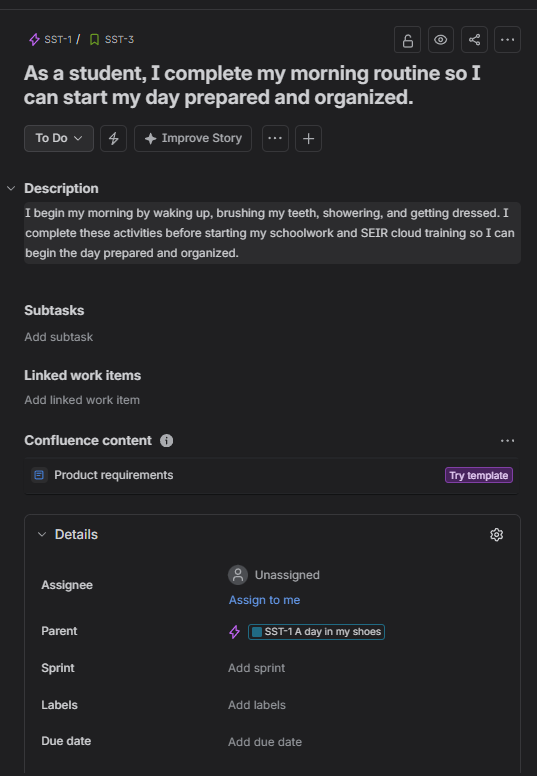 SST-1 / SST-3
As a student, I complete my morning routine so I
can start my day prepared and organized.
To Do
Improve Story
Description
I begin my morning by waking up, brushing my teeth, showering, and getting dressed. I
complete these activities before starting my schoolwork and SEIR cloud training so I can
begin the day prepared and organized.
Subtasks
Add subtask
Linked work items
Add linked work item
Confluence content
Product requirements
Try template
Details
Assignee
Unassigned
Assign to me
Parent
SST-1 A day in my shoes
Sprint
Add sprint
Labels
Add labels
Due date
Add due date